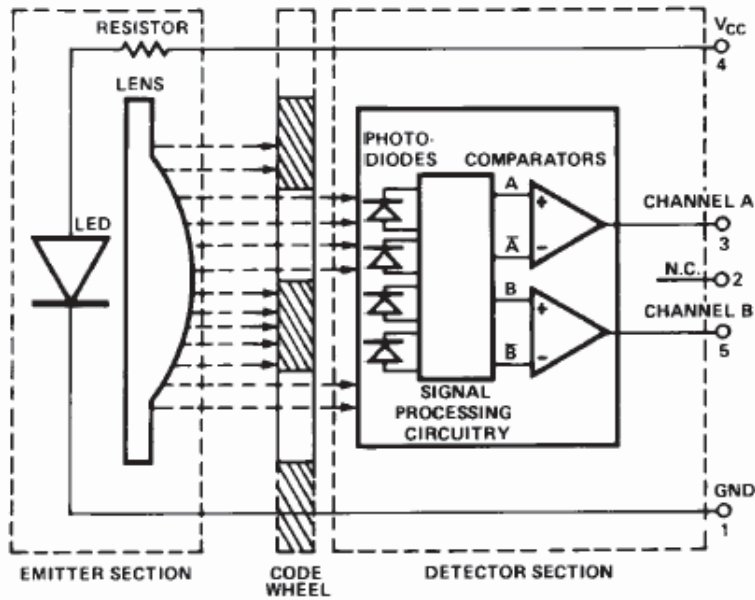 RESISTOR
V_CC
4
LENS
PHOTO-
DIODES
COMPARATORS
A
+
CHANNEL A
3
LED
A̅
−
N.C.
2
B
+
CHANNEL B
5
B̅
−
SIGNAL
PROCESSING
CIRCUITRY
GND
1
EMITTER SECTION
CODE
WHEEL
DETECTOR SECTION